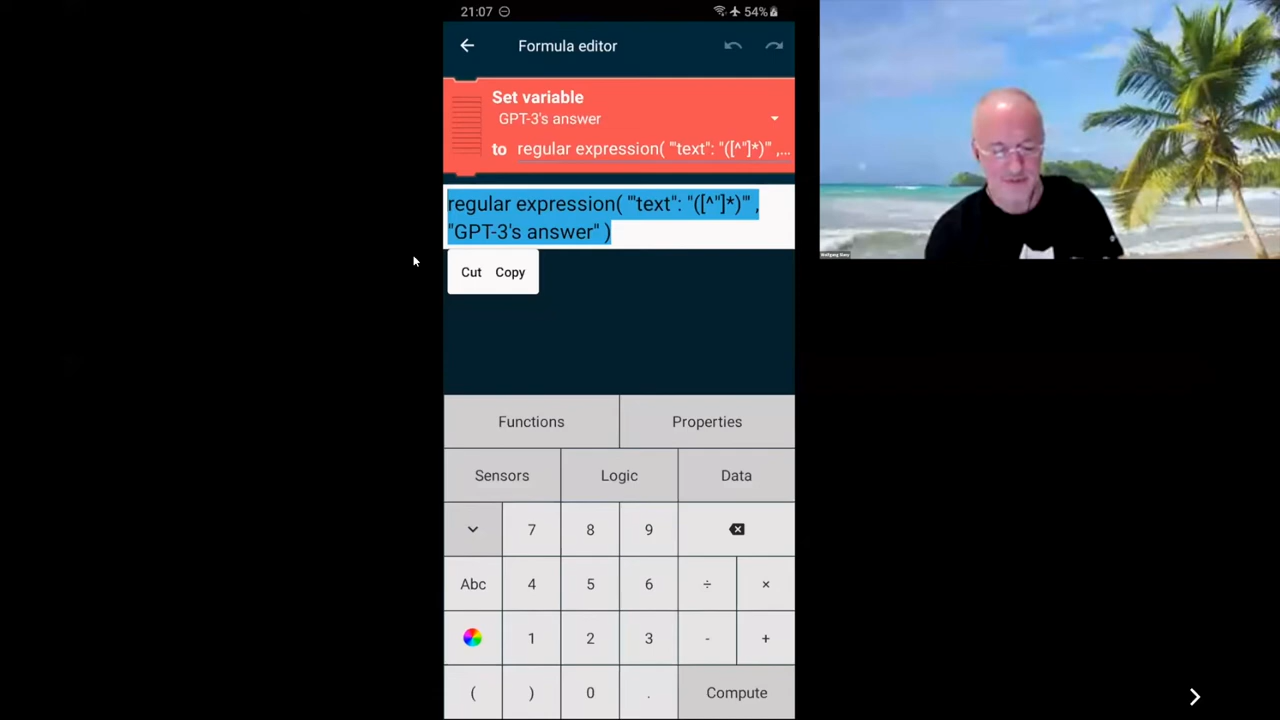 21:07
54%
Formula editor
Set variable
GPT-3's answer
to regular expression( '"text": "([^"]*)"' ,...
regular expression( '"text": "([^"]*)"' ,
"GPT-3's answer" )
Cut Copy
Functions Properties
Sensors Logic Data
7 8 9
Abc 4 5 6 ÷ ×
1 2 3 - +
( ) 0 . Compute